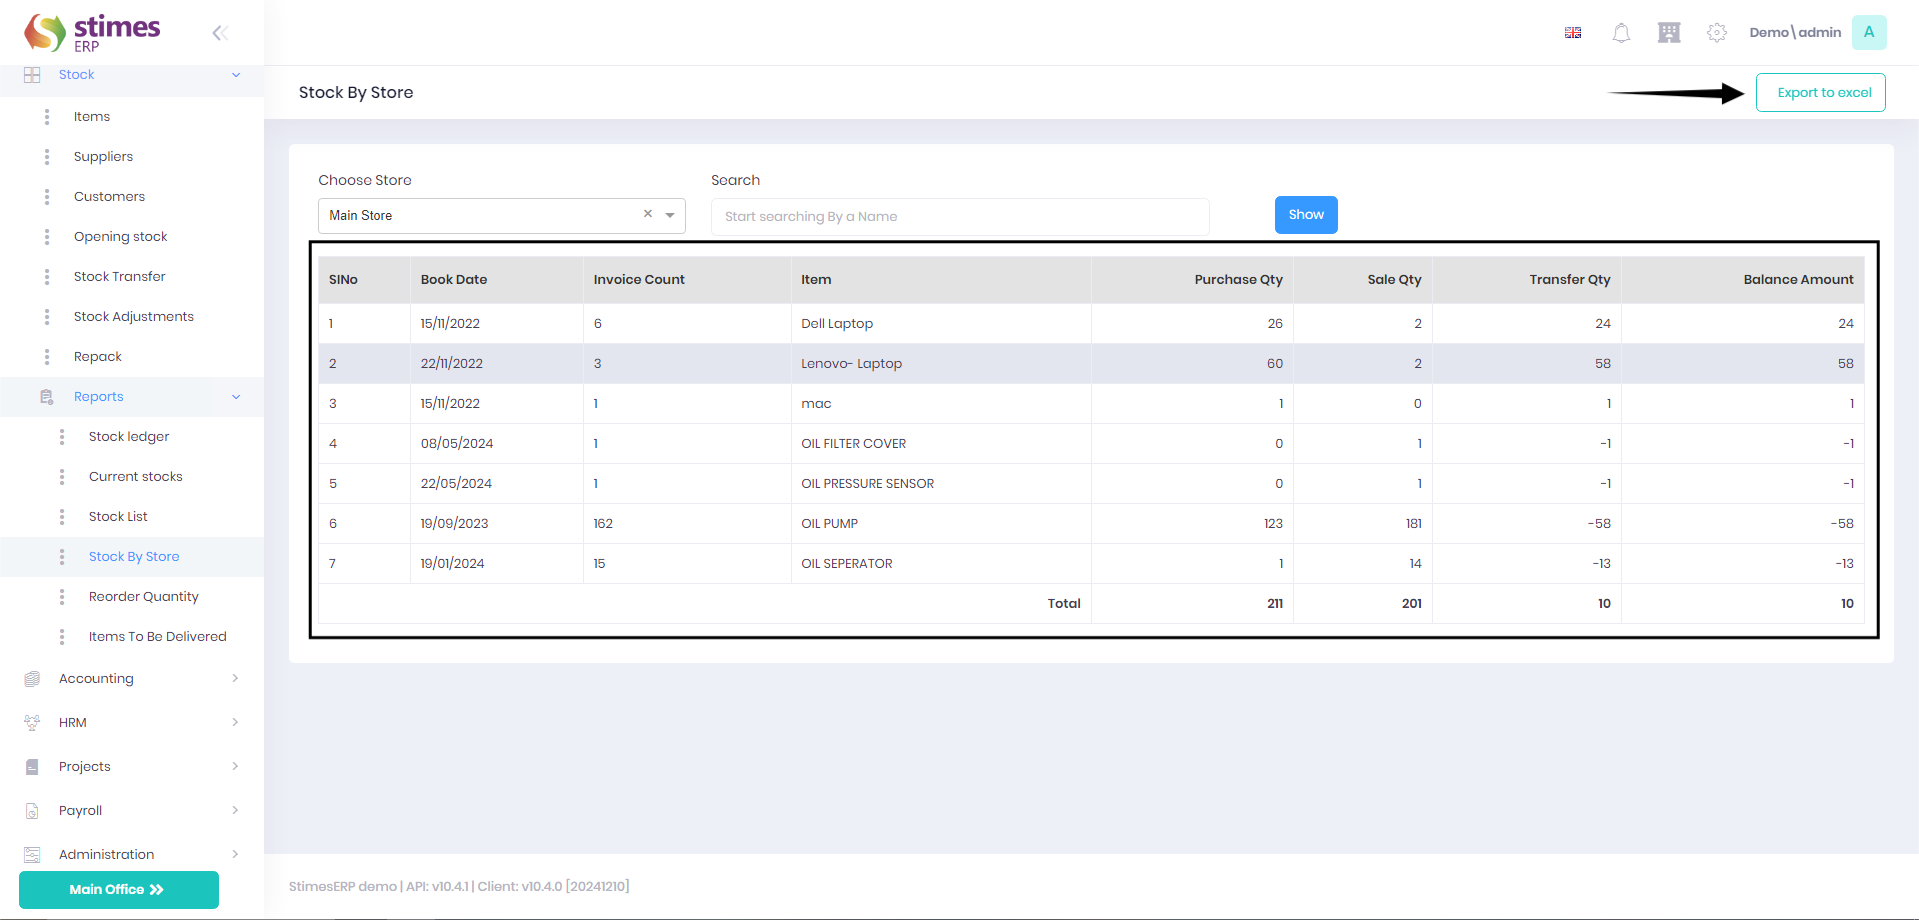 stimes
ERP
Demo\admin
A
Stock
Items
Suppliers
Customers
Opening stock
Stock Transfer
Stock Adjustments
Repack
Reports
Stock ledger
Current stocks
Stock List
Stock By Store
Reorder Quantity
Items To Be Delivered
Accounting
HRM
Projects
Payroll
Administration
Main Office
Stock By Store
Export to excel
Choose Store Search
Main Store Start searching By a Name Show
SlNo Book Date Invoice Count Item Purchase Qty Sale Qty Transfer Qty Balance Amount
1 15/11/2022 6 Dell Laptop 26 2 24 24
2 22/11/2022 3 Lenovo- Laptop 60 2 58 58
3 15/11/2022 1 mac 1 0 1 1
4 08/05/2024 1 OIL FILTER COVER 0 1 -1 -1
5 22/05/2024 1 OIL PRESSURE SENSOR 0 1 -1 -1
6 19/09/2023 162 OIL PUMP 123 181 -58 -58
7 19/01/2024 15 OIL SEPERATOR 1 14 -13 -13
Total 211 201 10 10
StimesERP demo | API: v10.4.1 | Client: v10.4.0 [20241210]